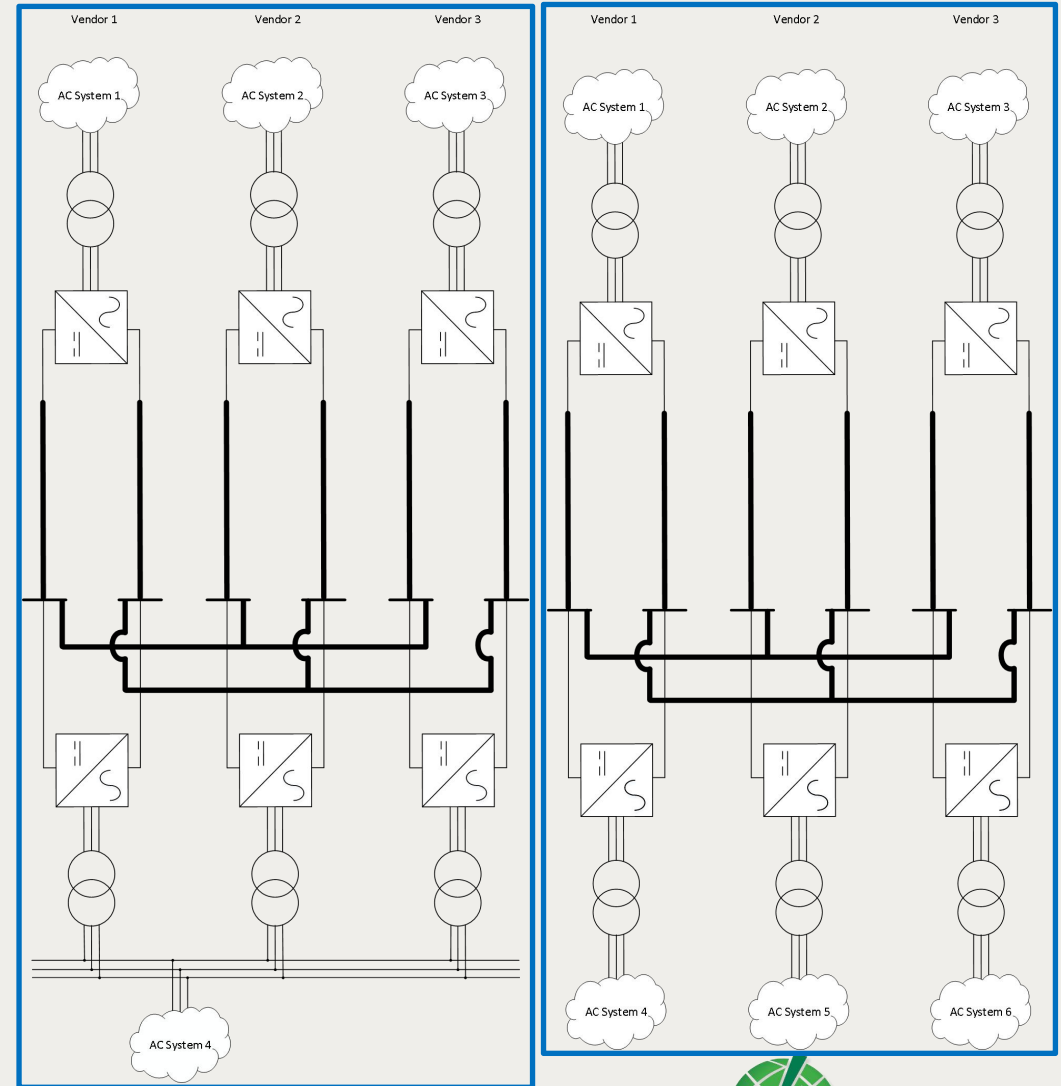 Vendor 1
Vendor 2
Vendor 3
AC System 1
AC System 2
AC System 3
AC System 4
Vendor 1
Vendor 2
Vendor 3
AC System 1
AC System 2
AC System 3
AC System 4
AC System 5
AC System 6